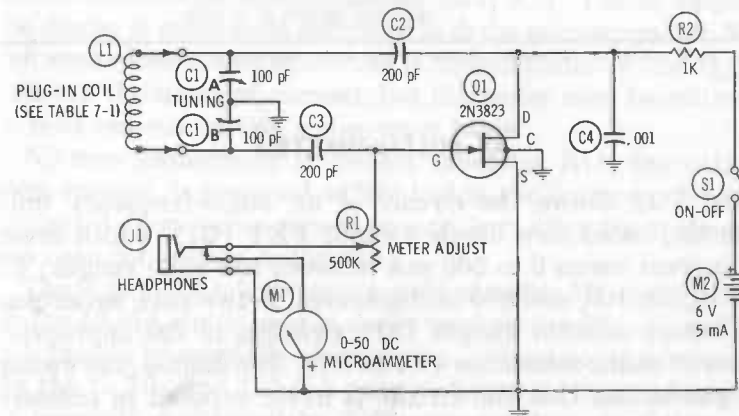 L1
PLUG-IN COIL
(SEE TABLE 7-1)
C1
A
100 pF
TUNING
C1
B
100 pF
C2
200 pF
C3
200 pF
Q1
2N3823
D
C
G
S
R2
1K
C4
.001
S1
ON-OFF
R1
500K
METER ADJUST
J1
HEADPHONES
M1
0-50 DC
MICROAMMETER
+
M2
+
6 V
5 mA